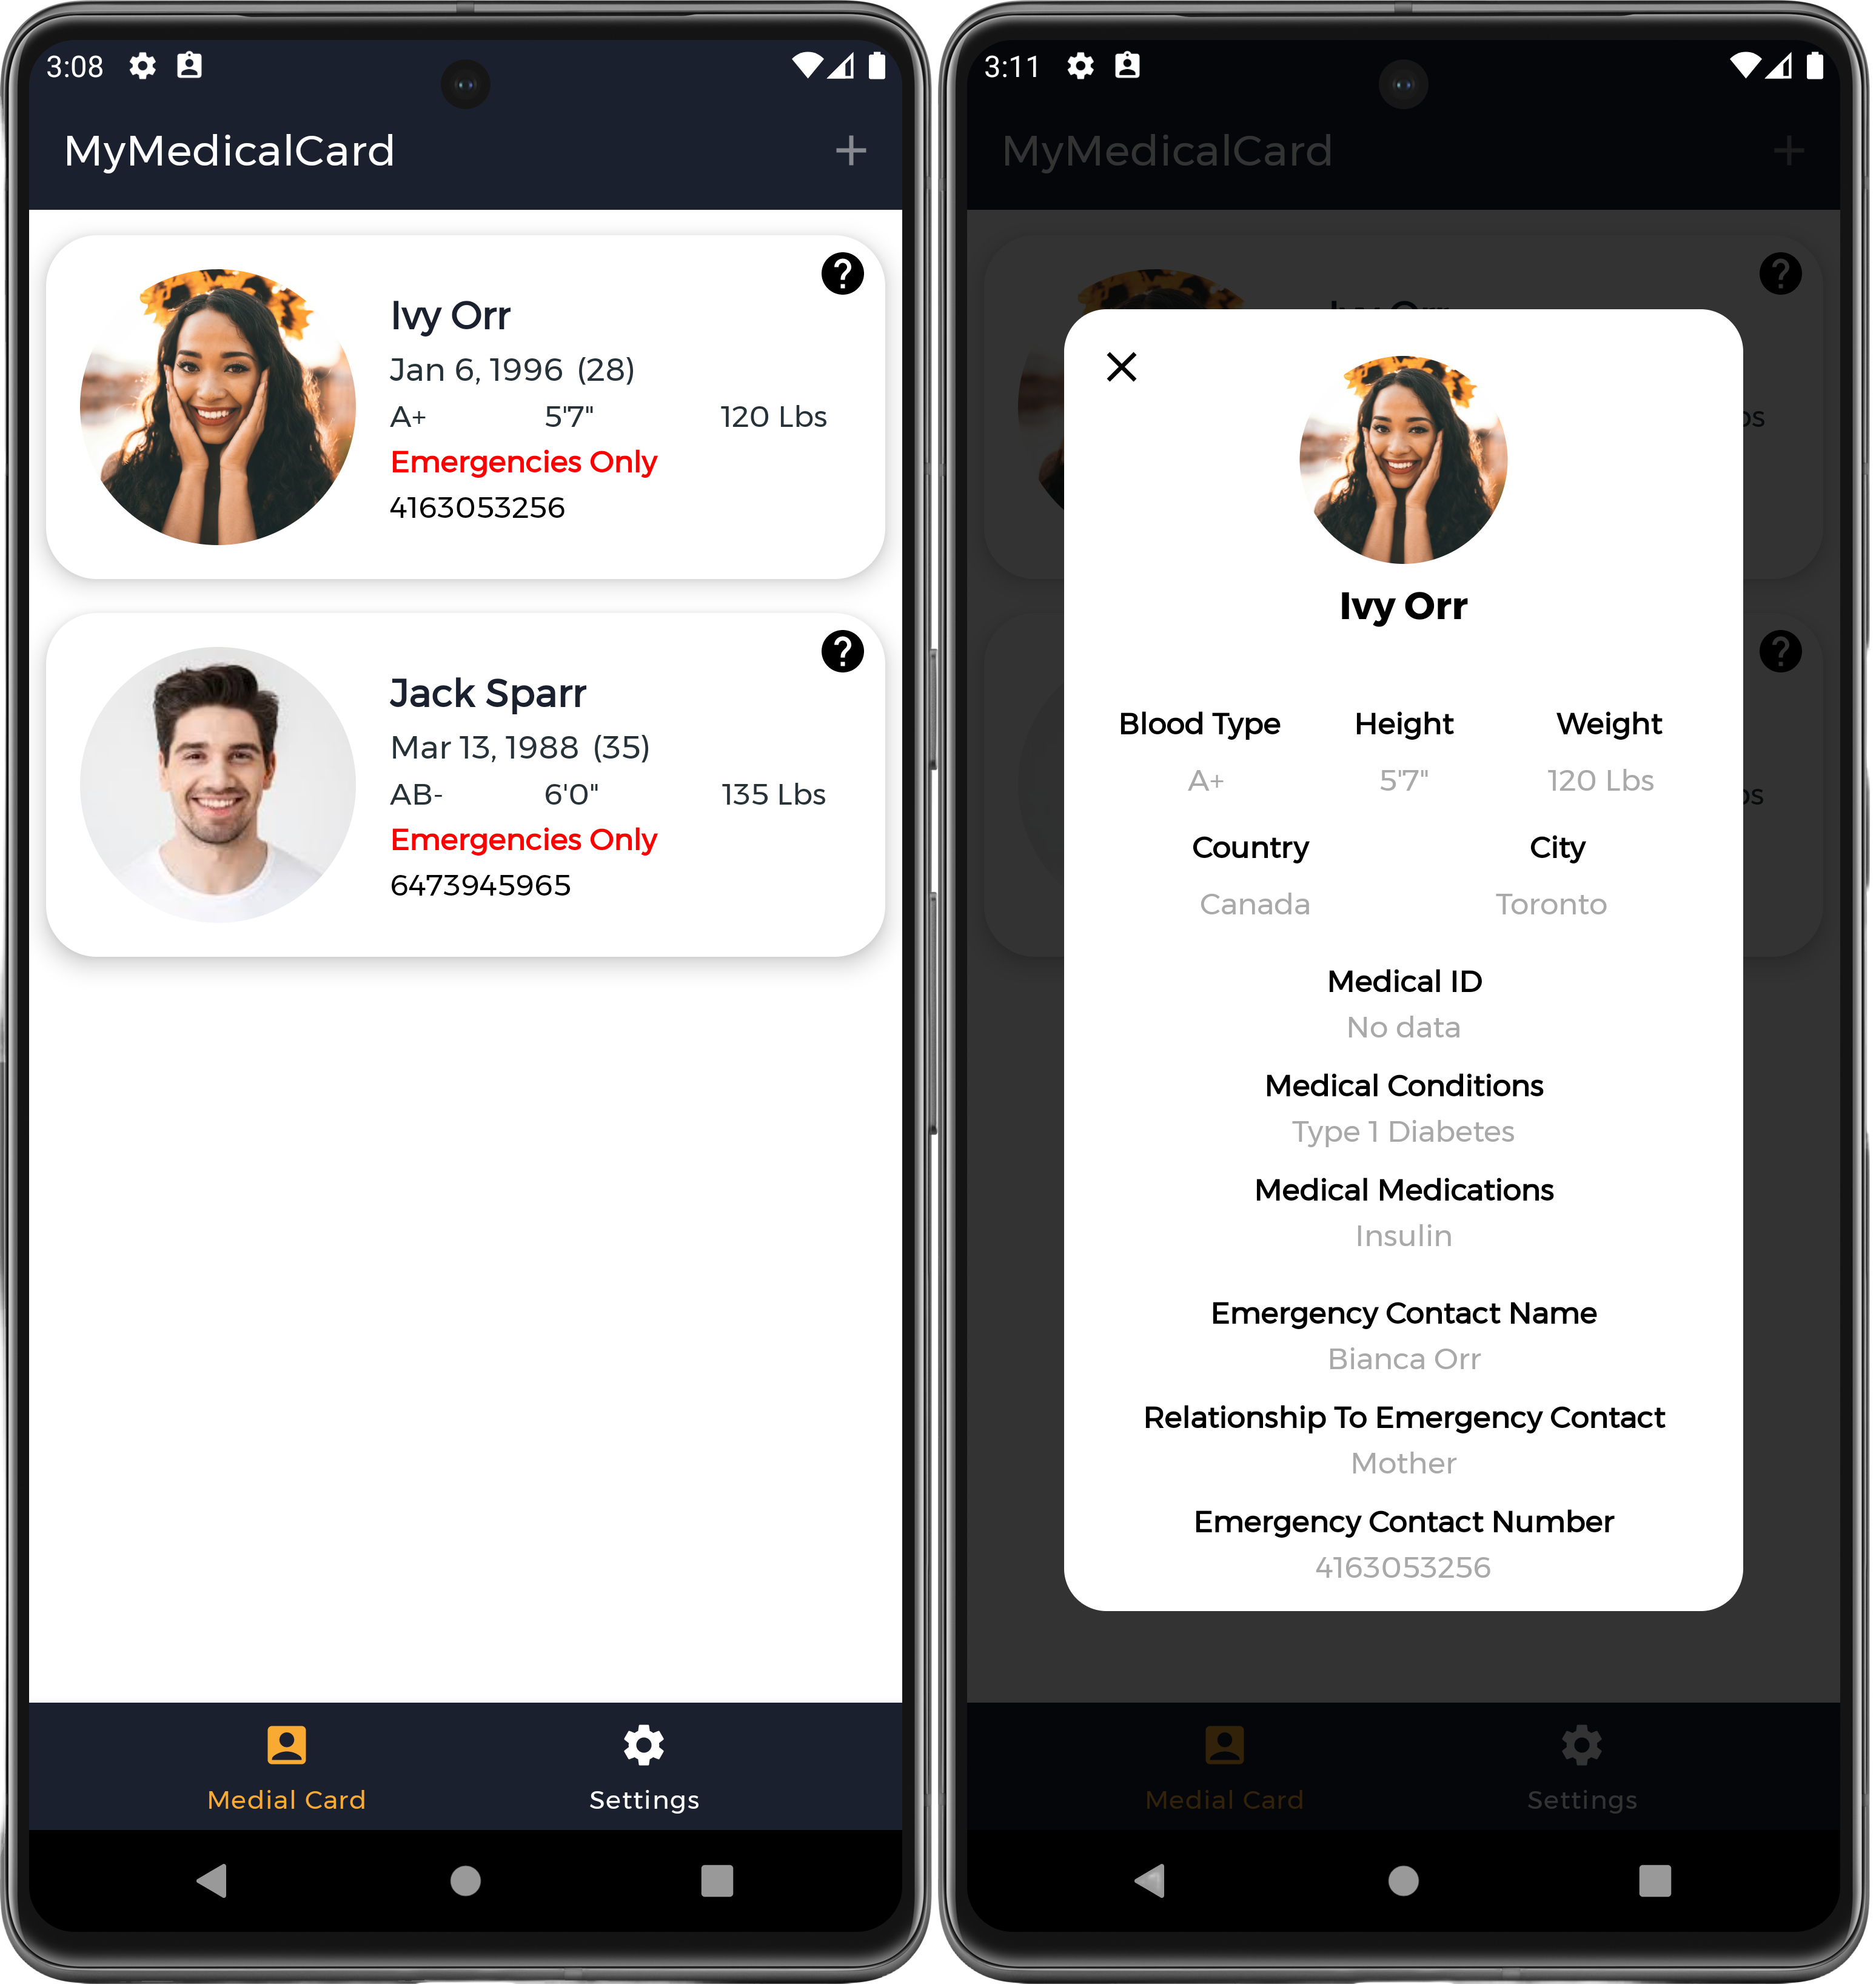 3:08
MyMedicalCard +
Ivy Orr
Jan 6, 1996 (28)
A+ 5'7" 120 Lbs
Emergencies Only
4163053256
Jack Sparr
Mar 13, 1988 (35)
AB- 6'0" 135 Lbs
Emergencies Only
6473945965
Medial Card Settings
3:11
MyMedicalCard +
Ivy Orr
Ivy Orr
Blood Type Height Weight
A+ 5'7" 120 Lbs
Country City
Canada Toronto
Medical ID
No data
Medical Conditions
Type 1 Diabetes
Medical Medications
Insulin
Emergency Contact Name
Bianca Orr
Relationship To Emergency Contact
Mother
Emergency Contact Number
4163053256
Medial Card Settings